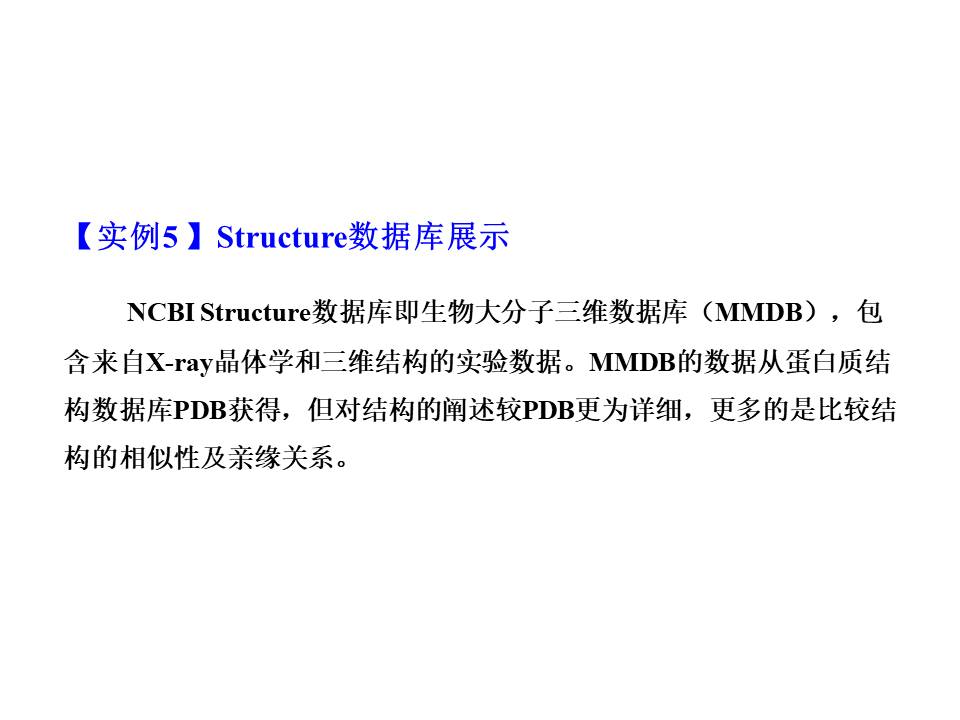 【实例5】Structure数据库展示
NCBI Structure数据库即生物大分子三维数据库（MMDB），包
含来自X-ray晶体学和三维结构的实验数据。MMDB的数据从蛋白质结
构数据库PDB获得，但对结构的阐述较PDB更为详细，更多的是比较结
构的相似性及亲缘关系。